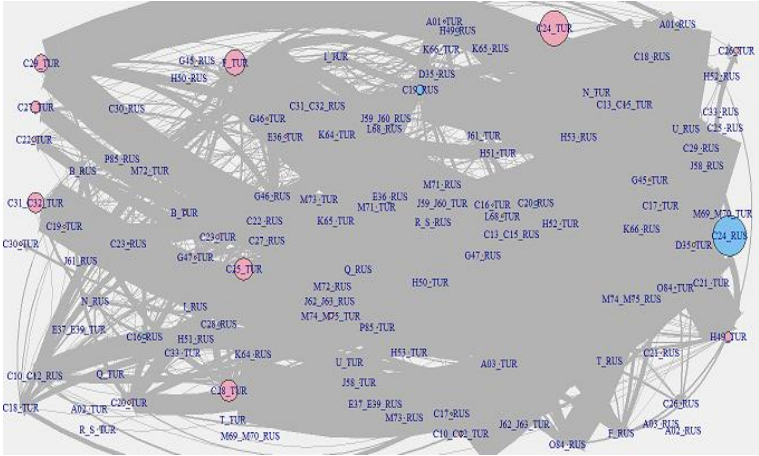 A01_TUR
H49_RUS
C24_TUR
A01_RUS
K66_TUR
K65_RUS
C26_TUR
G45_RUS
F_TUR
I_TUR
C18_RUS
C29_TUR
H50_RUS
D35_RUS
H52_RUS
C19_RUS
N_TUR
C27_TUR
C30_RUS
C31_C32_RUS
C13_C15_TUR
C33_RUS
G46_TUR
J59_J60_RUS
L68_RUS
U_RUS
C25_RUS
C22_TUR
E36_TUR
K64_TUR
J61_TUR
H53_RUS
C29_RUS
H51_TUR
P85_RUS
J58_RUS
B_RUS
M72_TUR
G45_TUR
M71_RUS
C31_C32_TUR
G46_RUS
M73_TUR
E36_RUS
J59_J60_TUR
C16_TUR
C20_RUS
C17_TUR
M71_TUR
B_TUR
L68_TUR
M69_M70_TUR
C19_TUR
C22_RUS
K65_TUR
R_S_RUS
H52_TUR
K66_RUS
C23_TUR
C27_RUS
C13_C15_RUS
C24_RUS
C30_TUR
C23_RUS
D35_TUR
G47_TUR
G47_RUS
J61_RUS
C25_TUR
Q_RUS
H50_TUR
C21_TUR
M72_RUS
O84_TUR
N_RUS
I_RUS
J62_J63_RUS
M74_M75_RUS
M74_M75_TUR
C28_RUS
E37_E39_TUR
P85_TUR
C16_RUS
H51_RUS
H49_TUR
C33_TUR
K64_RUS
H53_TUR
C21_RUS
U_TUR
A03_TUR
T_RUS
C10_C12_RUS
Q_TUR
J58_TUR
C28_TUR
C18_TUR
A02_TUR
C20_TUR
E37_E39_RUS
C26_RUS
T_TUR
M73_RUS
C17_RUS
J62_J63_TUR
A03_RUS
R_S_TUR
M69_M70_RUS
C10_C12_TUR
F_RUS
A02_RUS
O84_RUS